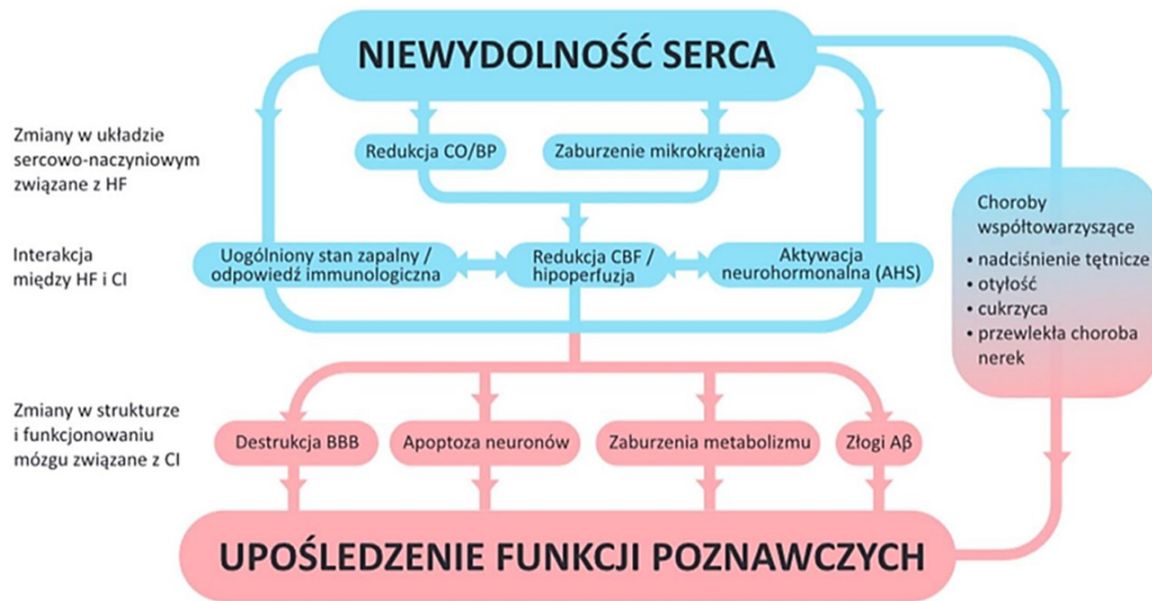 NIEWYDOLNOŚĆ SERCA
Zmiany w układzie
sercowo-naczyniowym
związane z HF
Redukcja CO/BP
Zaburzenie mikrokrążenia
Interakcja
między HF i CI
Uogólniony stan zapalny /
odpowiedź immunologiczna
Redukcja CBF /
hipoperfuzja
Aktywacja
neurohormonalna (AHS)
Choroby
współtowarzyszące
• nadciśnienie tętnicze
• otyłość
• cukrzyca
• przewlekła choroba
nerek
Zmiany w strukturze
i funkcjonowaniu
mózgu związane z CI
Destrukcja BBB
Apoptoza neuronów
Zaburzenia metabolizmu
Złogi Aβ
UPOŚLEDZENIE FUNKCJI POZNAWCZYCH